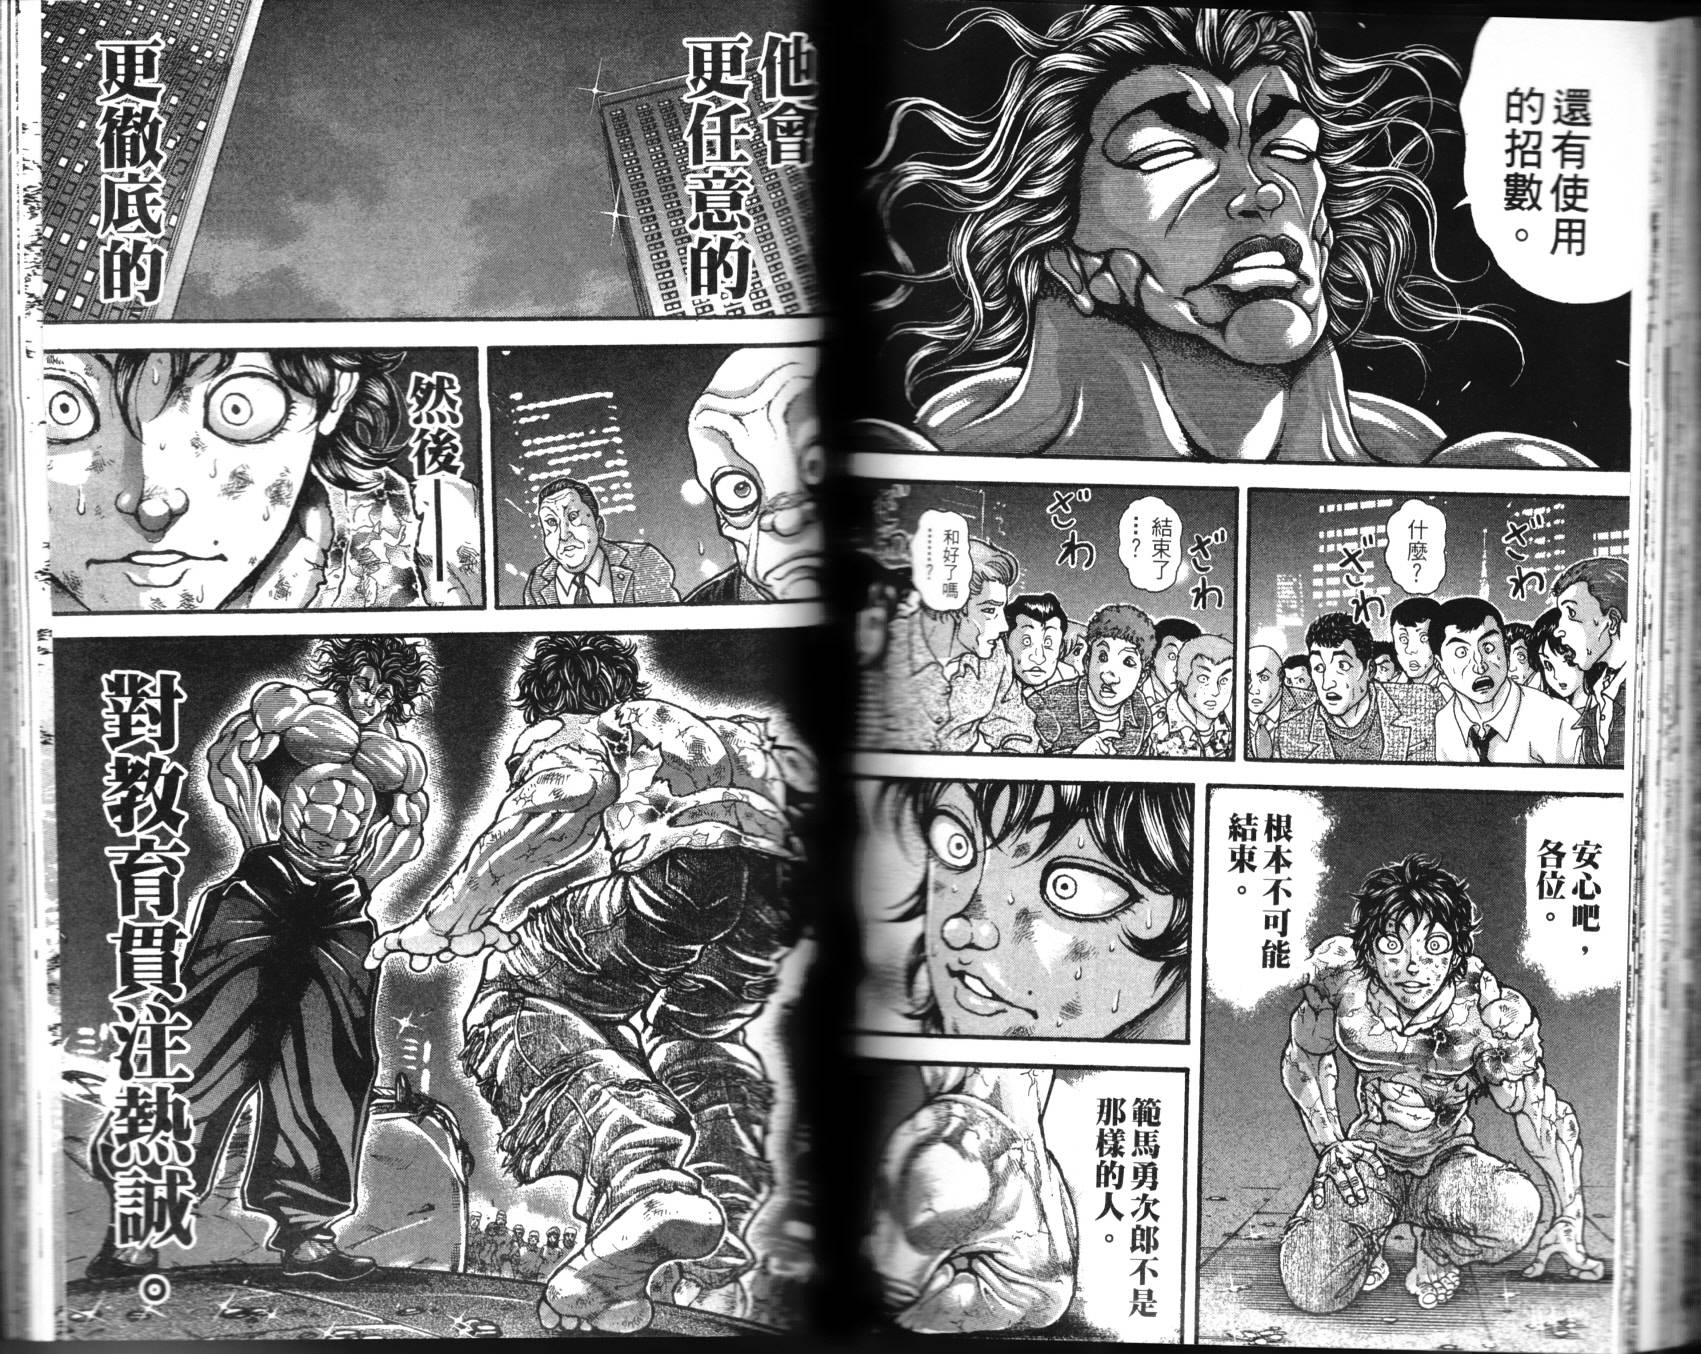 還有使用
的招數。
什麼？
ざわ
ざわ
結束了
…？
ざわ
ざわ
和好了嗎
……？
安心吧，
各位。
根本不可能
結束。
範馬勇次郎不是
那樣的人。
他會
更任意的
更徹底的
然後——
對教育貫注熱誠。